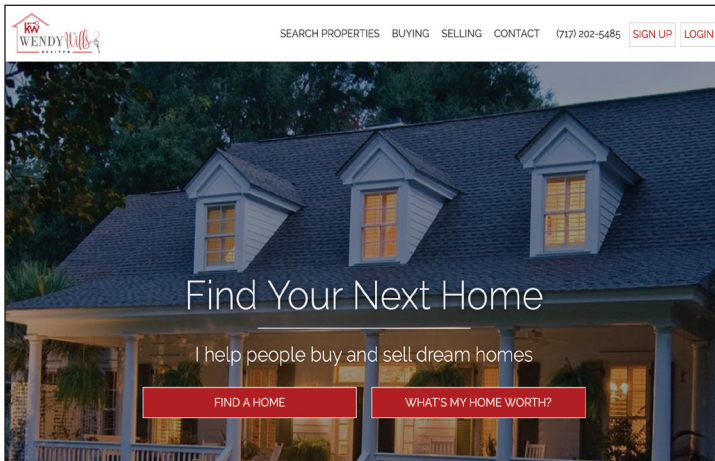 kw
WENDY Wills
REALTOR
SEARCH PROPERTIES BUYING SELLING CONTACT (717) 202-5485 SIGN UP LOGIN
Find Your Next Home
I help people buy and sell dream homes
FIND A HOME WHAT'S MY HOME WORTH?